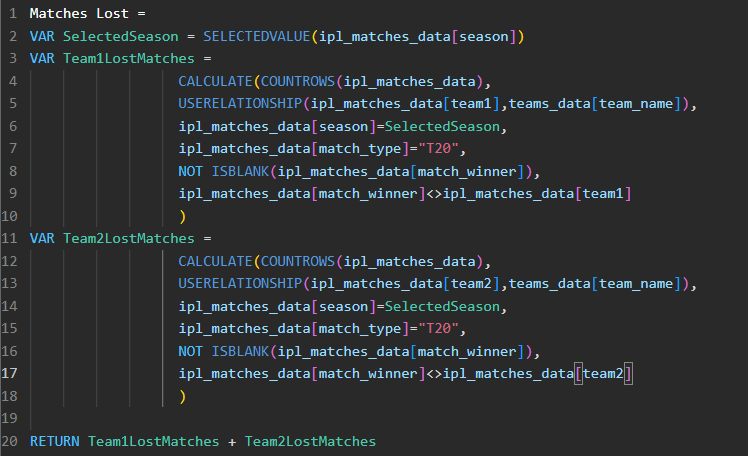 1 Matches Lost =
2 VAR SelectedSeason = SELECTEDVALUE(ipl_matches_data[season])
3 VAR Team1LostMatches =
4 CALCULATE(COUNTROWS(ipl_matches_data),
5 USERELATIONSHIP(ipl_matches_data[team1],teams_data[team_name]),
6 ipl_matches_data[season]=SelectedSeason,
7 ipl_matches_data[match_type]="T20",
8 NOT ISBLANK(ipl_matches_data[match_winner]),
9 ipl_matches_data[match_winner]<>ipl_matches_data[team1]
10 )
11 VAR Team2LostMatches =
12 CALCULATE(COUNTROWS(ipl_matches_data),
13 USERELATIONSHIP(ipl_matches_data[team2],teams_data[team_name]),
14 ipl_matches_data[season]=SelectedSeason,
15 ipl_matches_data[match_type]="T20",
16 NOT ISBLANK(ipl_matches_data[match_winner]),
17 ipl_matches_data[match_winner]<>ipl_matches_data[team2]
18 )
19
20 RETURN Team1LostMatches + Team2LostMatches